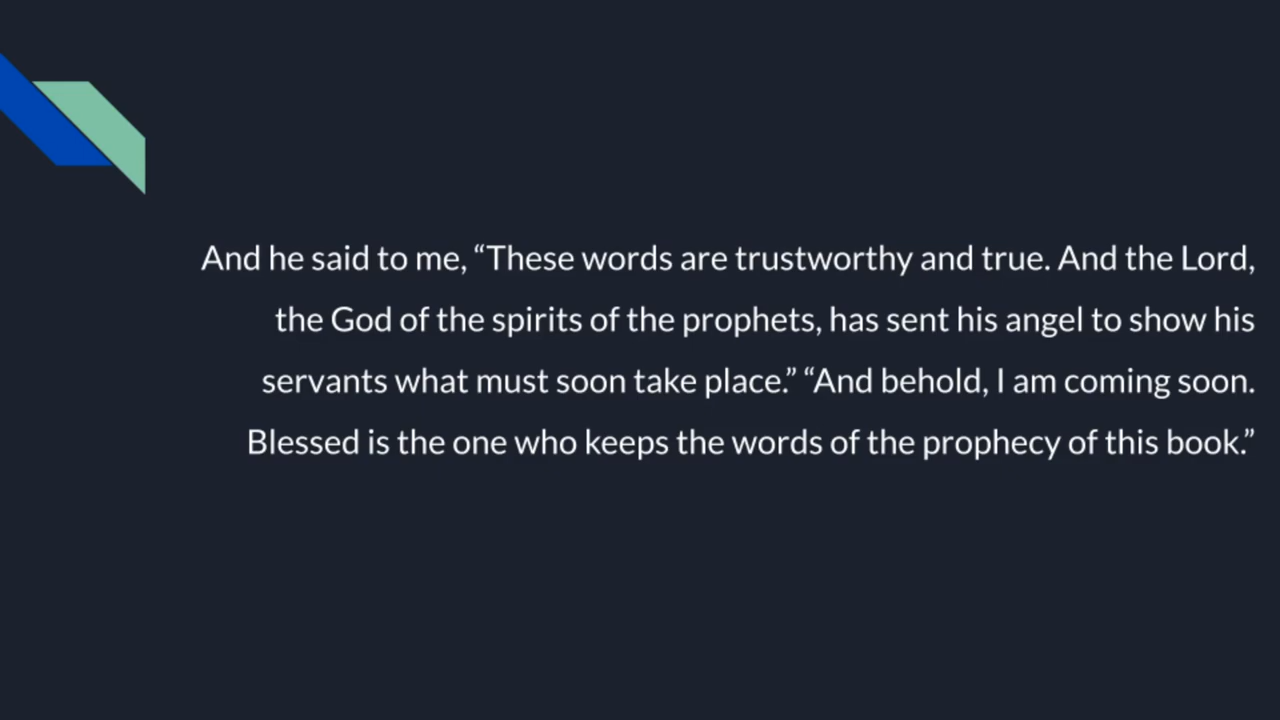 And he said to me, “These words are trustworthy and true. And the Lord,
the God of the spirits of the prophets, has sent his angel to show his
servants what must soon take place.” “And behold, I am coming soon.
Blessed is the one who keeps the words of the prophecy of this book.”